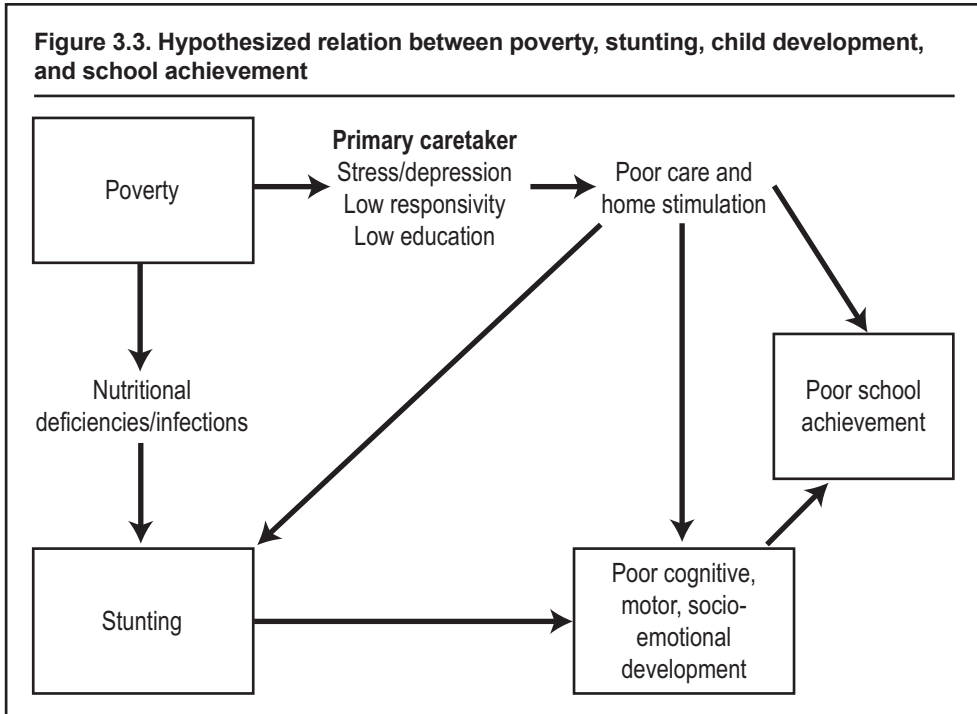 Figure 3.3. Hypothesized relation between poverty, stunting, child development,
and school achievement
Poverty
Primary caretaker
Stress/depression
Low responsivity
Low education
Poor care and
home stimulation
Nutritional
deficiencies/infections
Poor school
achievement
Stunting
Poor cognitive,
motor, socio-
emotional
development